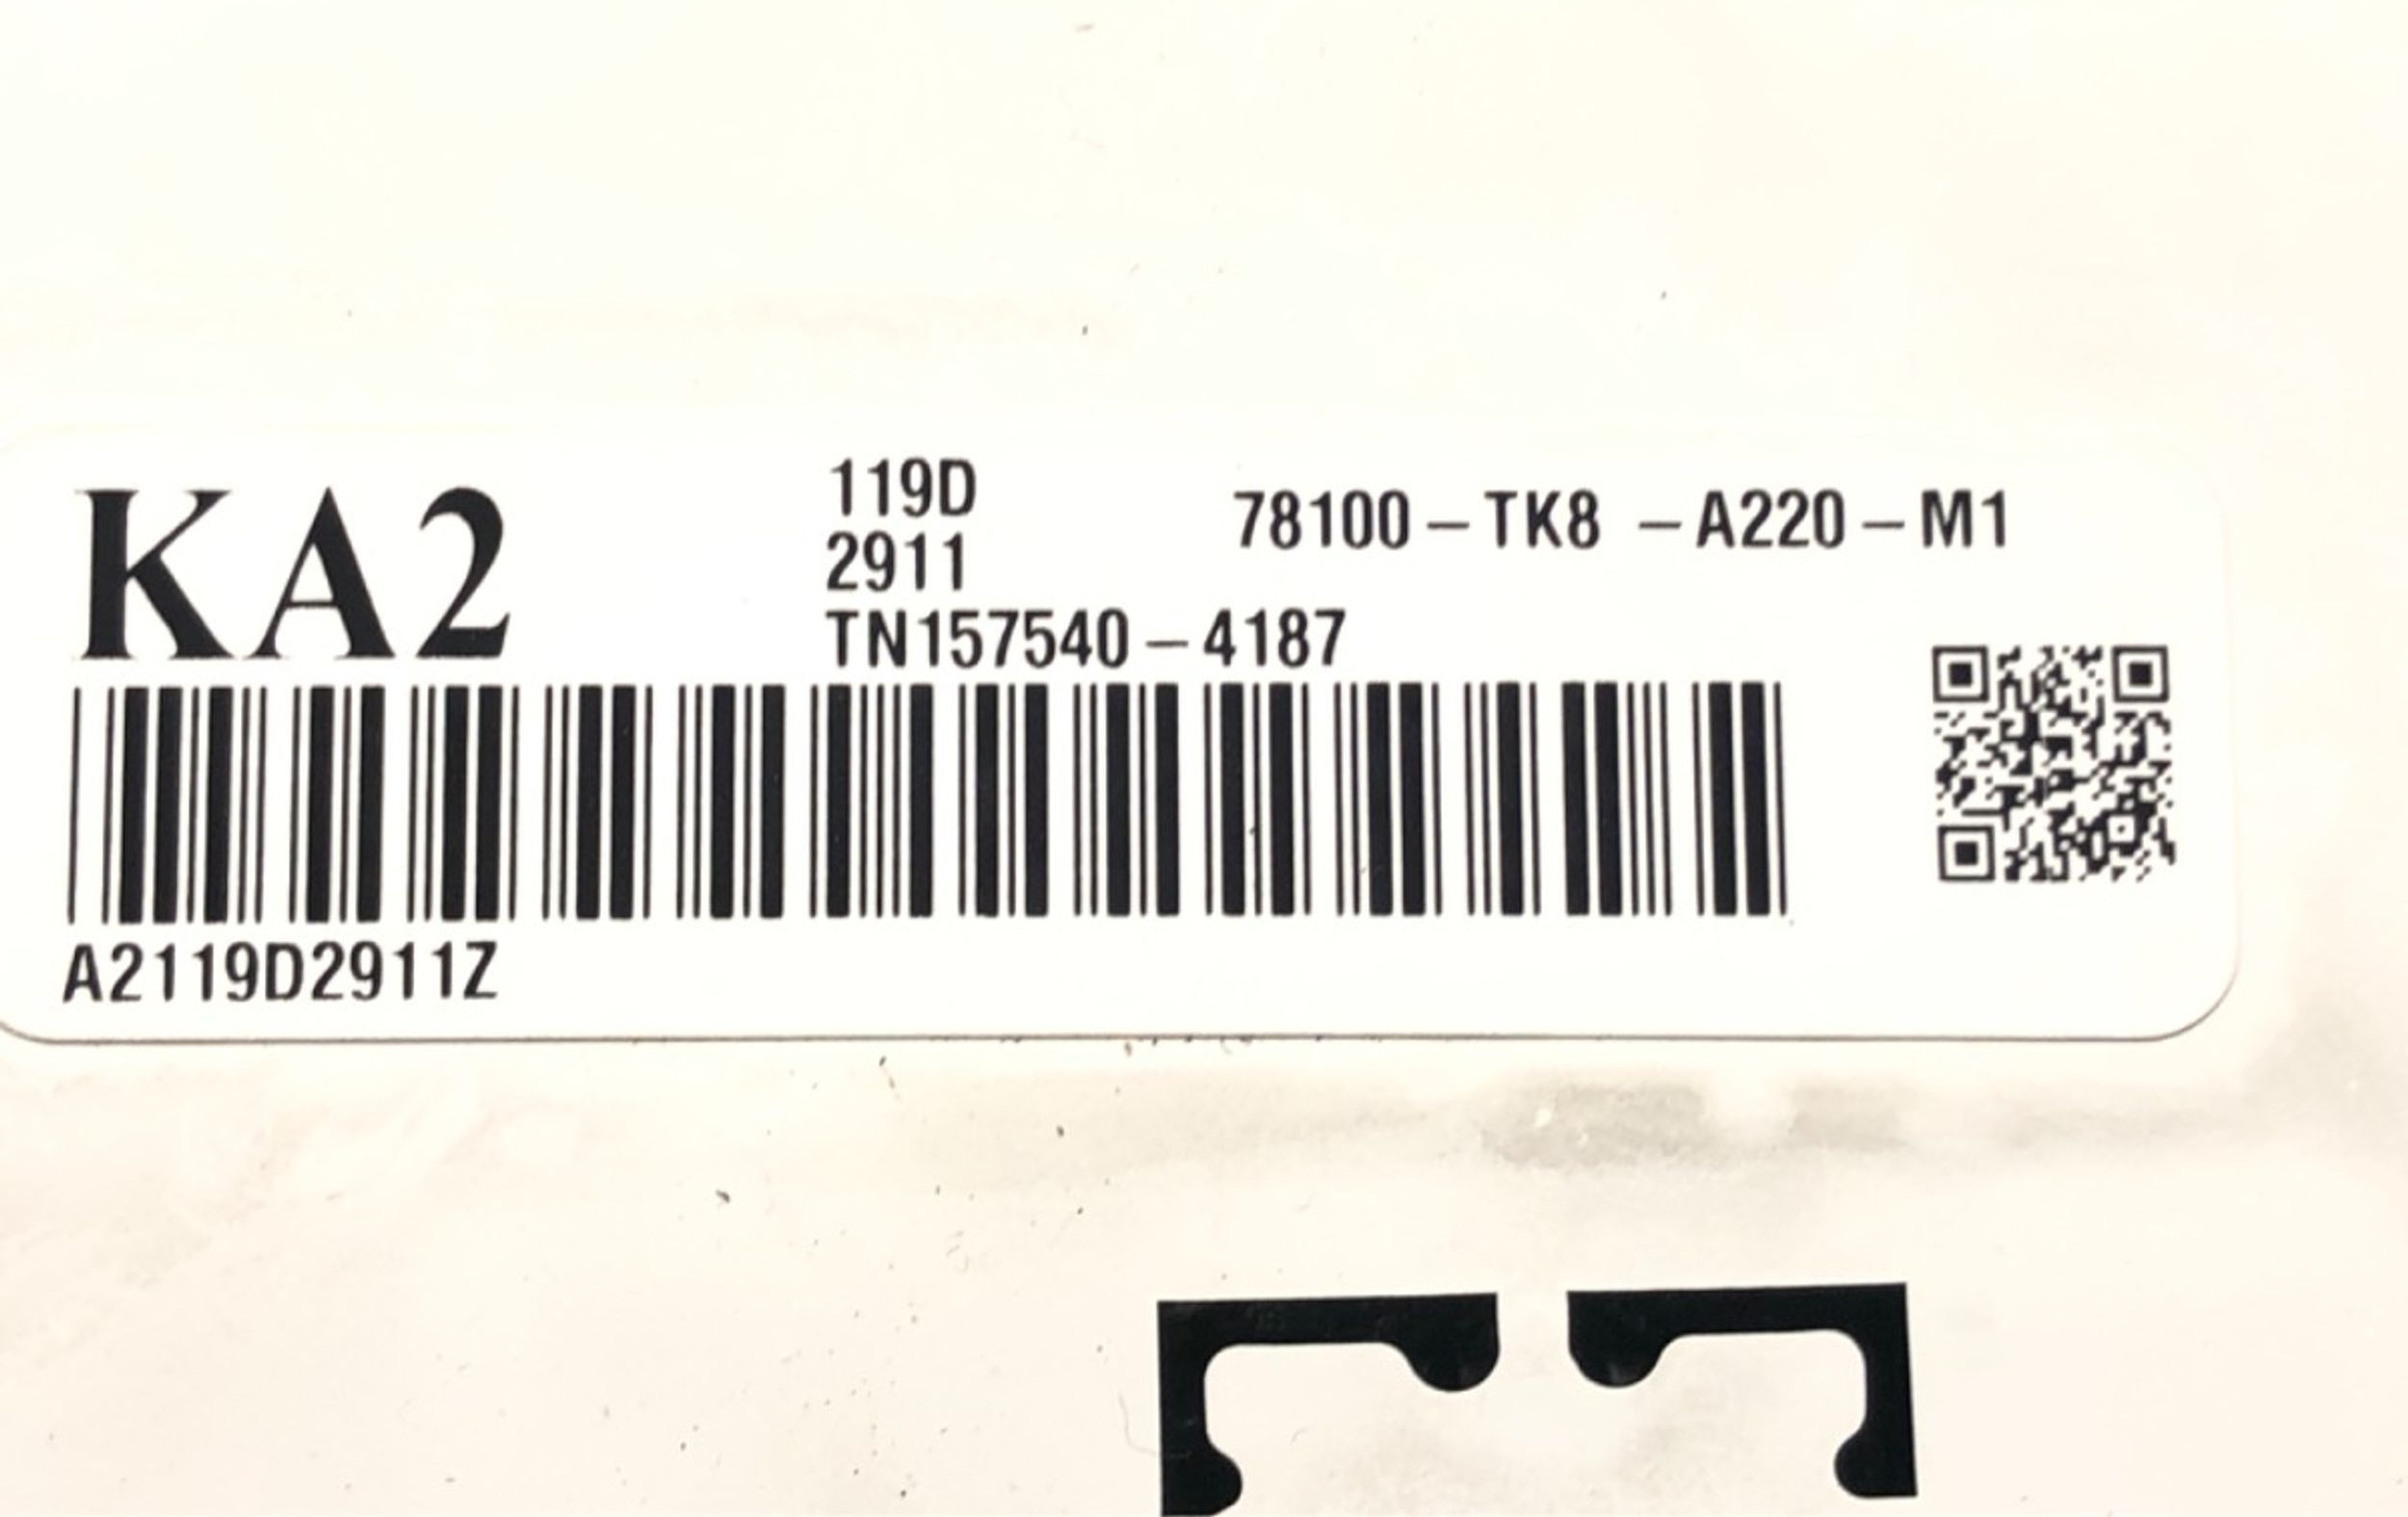 KA2
119D
2911
TN157540-4187
78100-TK8 -A220-M1
A2119D2911Z